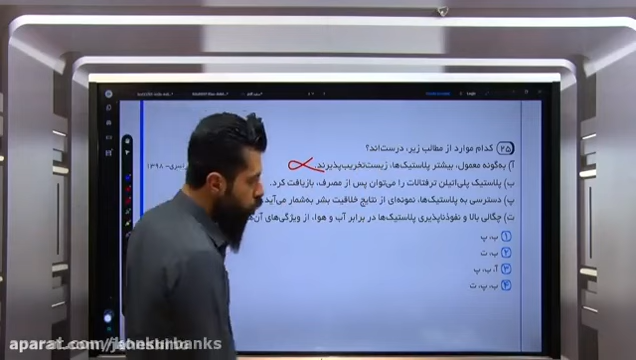 ۲۵ کدام موارد از مطالب زیر، درست‌اند؟
آ) به‌گونه معمول، بیشتر پلاستیک‌ها، زیست‌تخریب‌پذیرند. راسری- ۱۳۹۸
ب) پلاستیک پلی‌اتیلن ترفتالات را می‌توان پس از مصرف، بازیافت کرد.
پ) دسترسی به پلاستیک‌ها، نمونه‌ای از نتایج خلاقیت بشر به‌شمار می‌آید
ت) چگالی بالا و نفوذناپذیری پلاستیک‌ها در برابر آب و هوا، از ویژگی‌های آن‌ها
۱ ب، پ
۲ ب، ت
۳ آ، ب، پ
۴ ب، پ، ت
aparat.com/